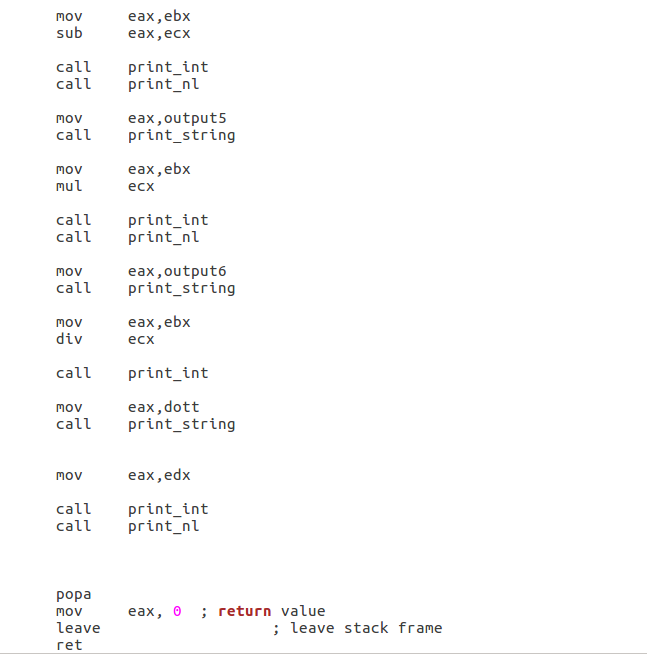 mov eax,ebx
sub eax,ecx
call print_int
call print_nl
mov eax,output5
call print_string
mov eax,ebx
mul ecx
call print_int
call print_nl
mov eax,output6
call print_string
mov eax,ebx
div ecx
call print_int
mov eax,dott
call print_string
mov eax,edx
call print_int
call print_nl
popa
mov eax, 0 ; return value
leave ; leave stack frame
ret